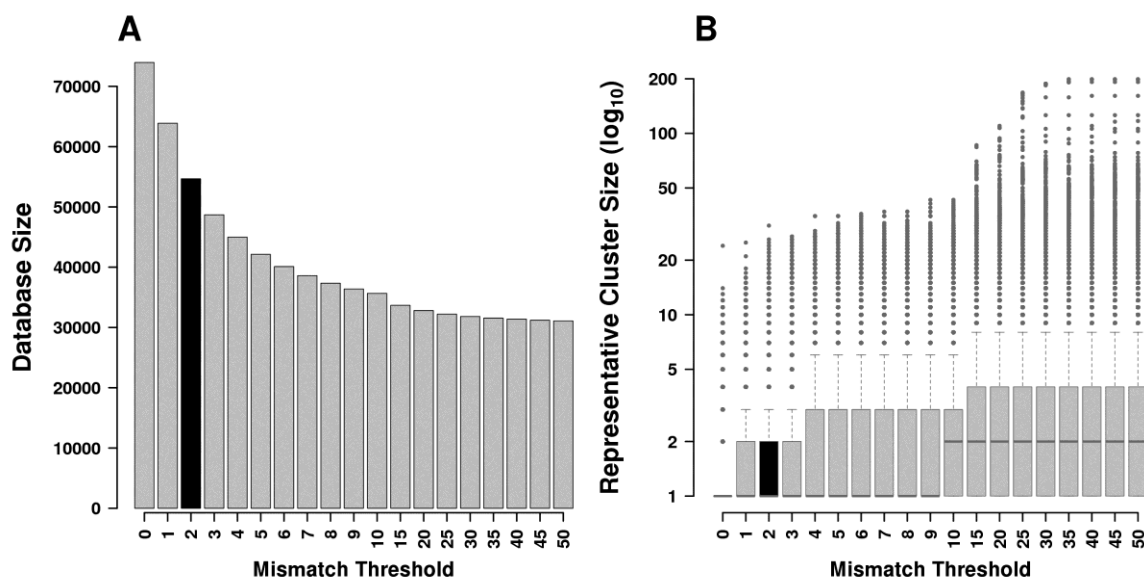 A
Database Size
70000
60000
50000
40000
30000
20000
10000
0
0 1 2 3 4 5 6 7 8 9 10 15 20 25 30 35 40 45 50
Mismatch Threshold
B
Representative Cluster Size (log10)
200
100
50
20
10
5
2
1
0 1 2 3 4 5 6 7 8 9 10 15 20 25 30 35 40 45 50
Mismatch Threshold